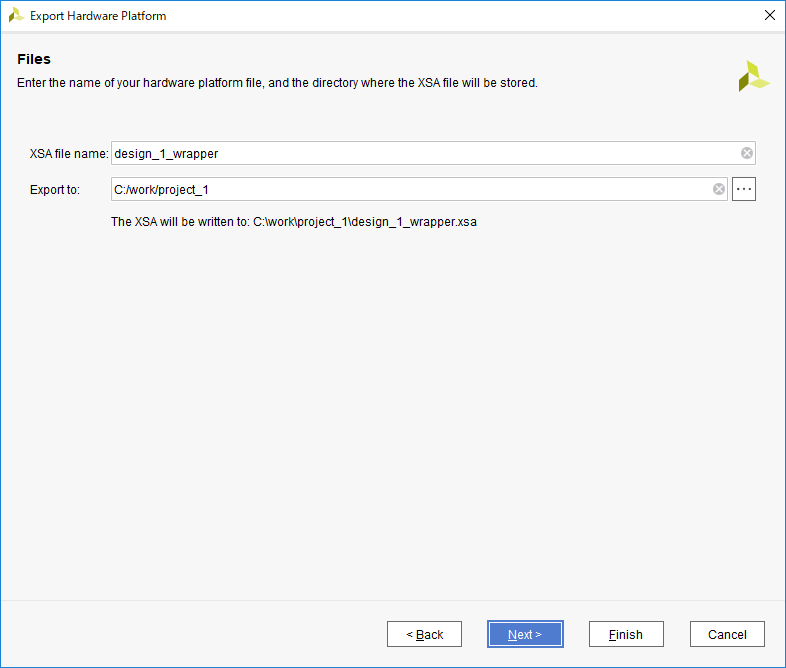 Export Hardware Platform
Files
Enter the name of your hardware platform file, and the directory where the XSA file will be stored.
XSA file name: design_1_wrapper
Export to: C:/work/project_1
The XSA will be written to: C:\work\project_1\design_1_wrapper.xsa
< Back Next > Finish Cancel